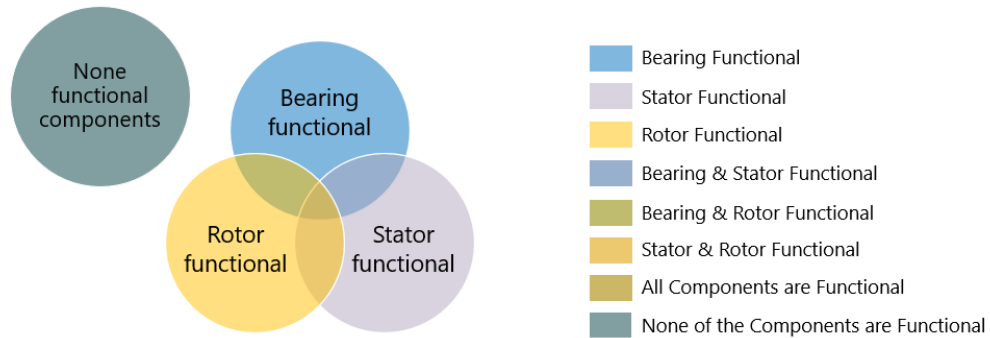 None
functional
components
Bearing
functional
Rotor
functional
Stator
functional
Bearing Functional
Stator Functional
Rotor Functional
Bearing & Stator Functional
Bearing & Rotor Functional
Stator & Rotor Functional
All Components are Functional
None of the Components are Functional